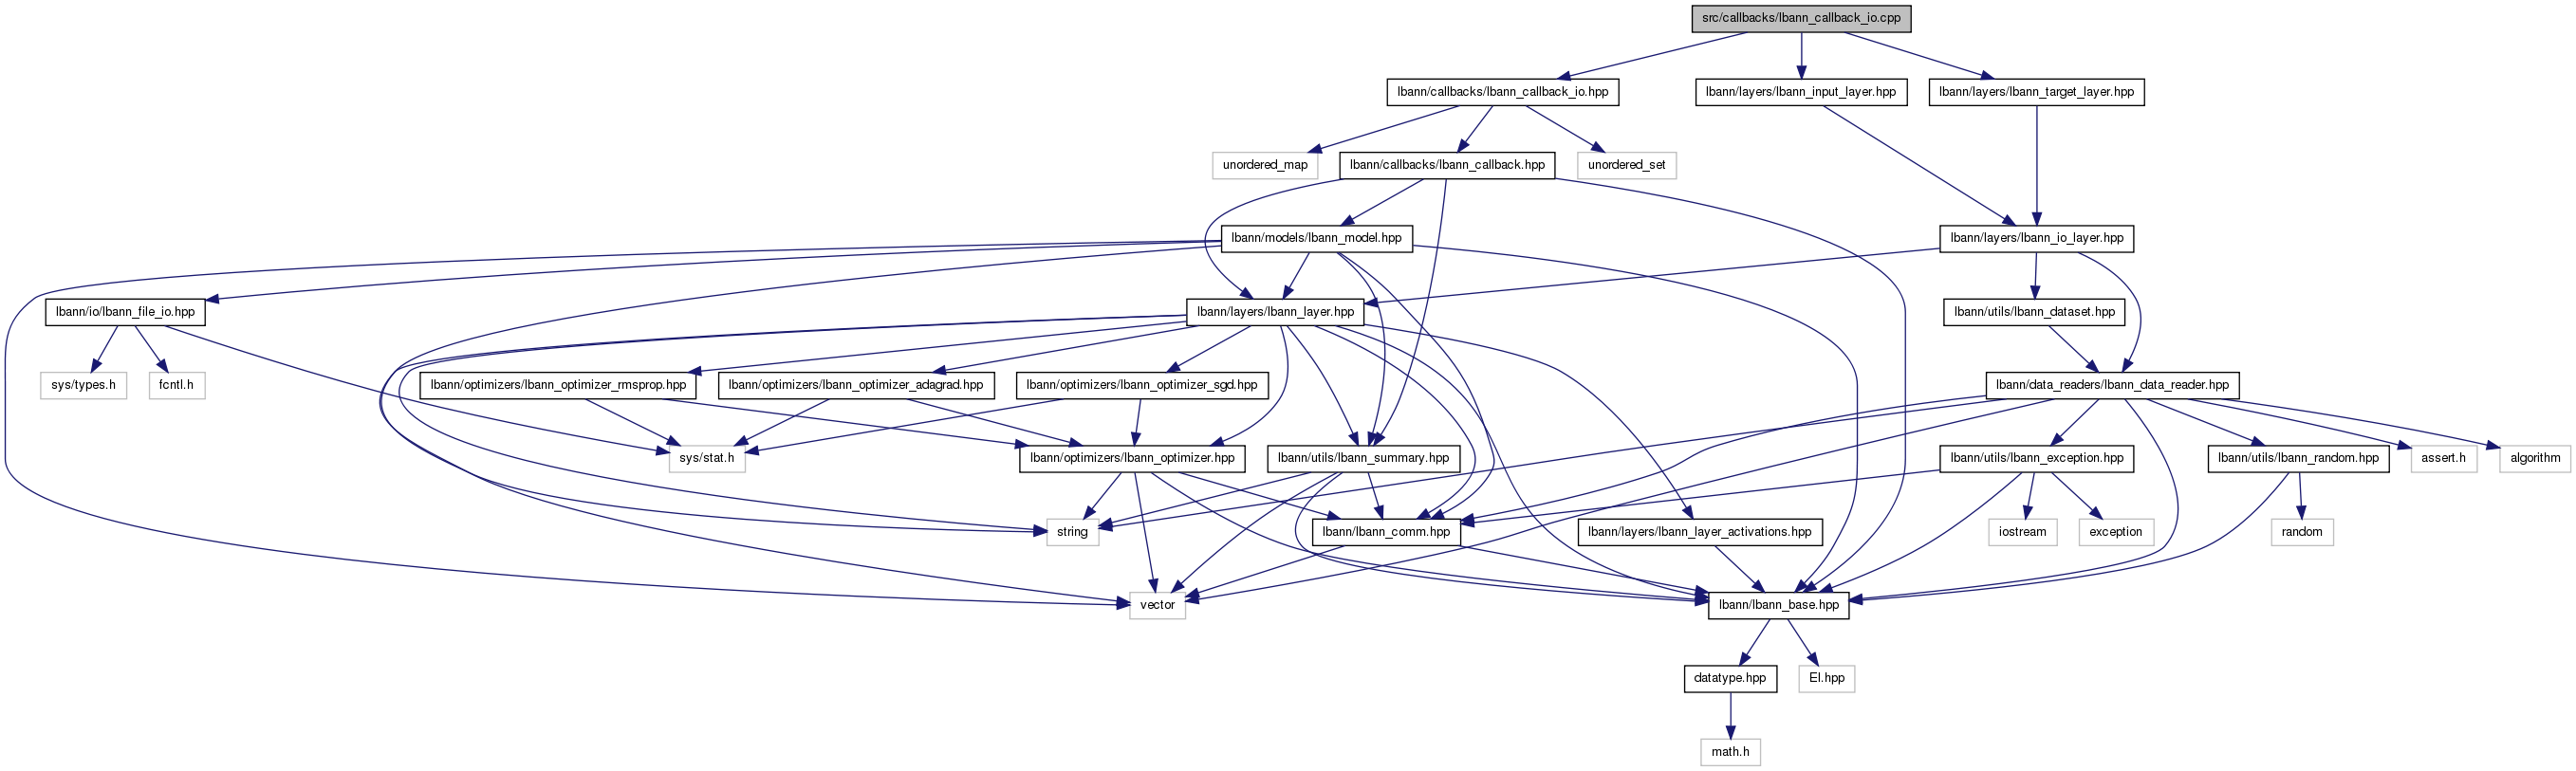 src/callbacks/lbann_callback_io.cpp
lbann/callbacks/lbann_callback_io.hpp
lbann/layers/lbann_input_layer.hpp
lbann/layers/lbann_target_layer.hpp
unordered_map
lbann/callbacks/lbann_callback.hpp
unordered_set
lbann/models/lbann_model.hpp
lbann/layers/lbann_io_layer.hpp
lbann/io/lbann_file_io.hpp
lbann/layers/lbann_layer.hpp
lbann/utils/lbann_dataset.hpp
sys/types.h
fcntl.h
lbann/optimizers/lbann_optimizer_rmsprop.hpp
lbann/optimizers/lbann_optimizer_adagrad.hpp
lbann/optimizers/lbann_optimizer_sgd.hpp
lbann/data_readers/lbann_data_reader.hpp
sys/stat.h
lbann/optimizers/lbann_optimizer.hpp
lbann/utils/lbann_summary.hpp
lbann/utils/lbann_exception.hpp
lbann/utils/lbann_random.hpp
assert.h
algorithm
string
lbann/lbann_comm.hpp
lbann/layers/lbann_layer_activations.hpp
iostream
exception
random
vector
lbann/lbann_base.hpp
datatype.hpp
El.hpp
math.h